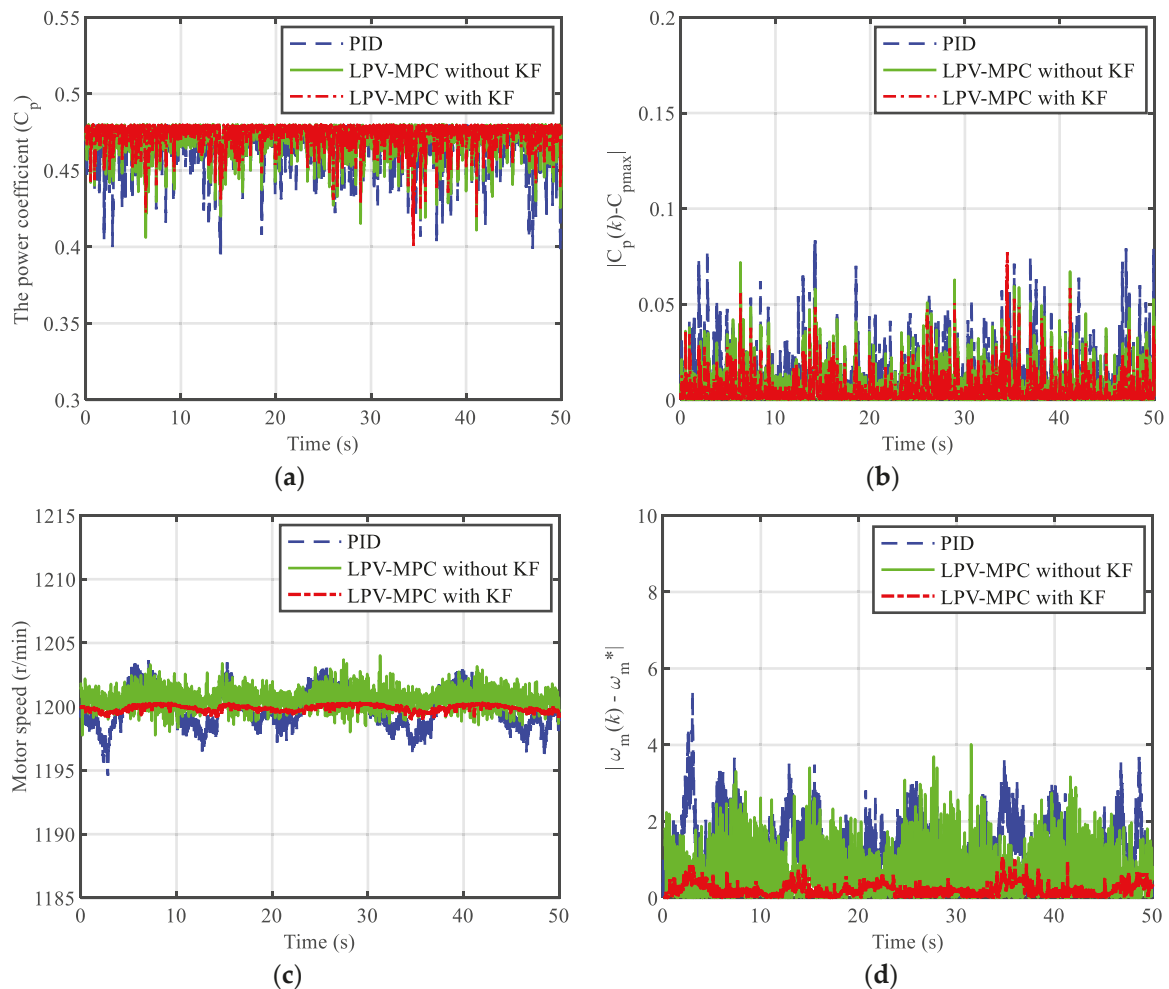 The power coefficient (C_p)
0.55
0.5
0.45
0.4
0.35
0.3
PID
LPV-MPC without KF
LPV-MPC with KF
0 10 20 30 40 50
Time (s)
(a)
|C_p(k)-C_pmax|
0.2
0.15
0.1
0.05
0
PID
LPV-MPC without KF
LPV-MPC with KF
0 10 20 30 40 50
Time (s)
(b)
Motor speed (r/min)
1215
1210
1205
1200
1195
1190
1185
PID
LPV-MPC without KF
LPV-MPC with KF
0 10 20 30 40 50
Time (s)
(c)
|ω_m(k) - ω_m*|
10
8
6
4
2
0
PID
LPV-MPC without KF
LPV-MPC with KF
0 10 20 30 40 50
Time (s)
(d)